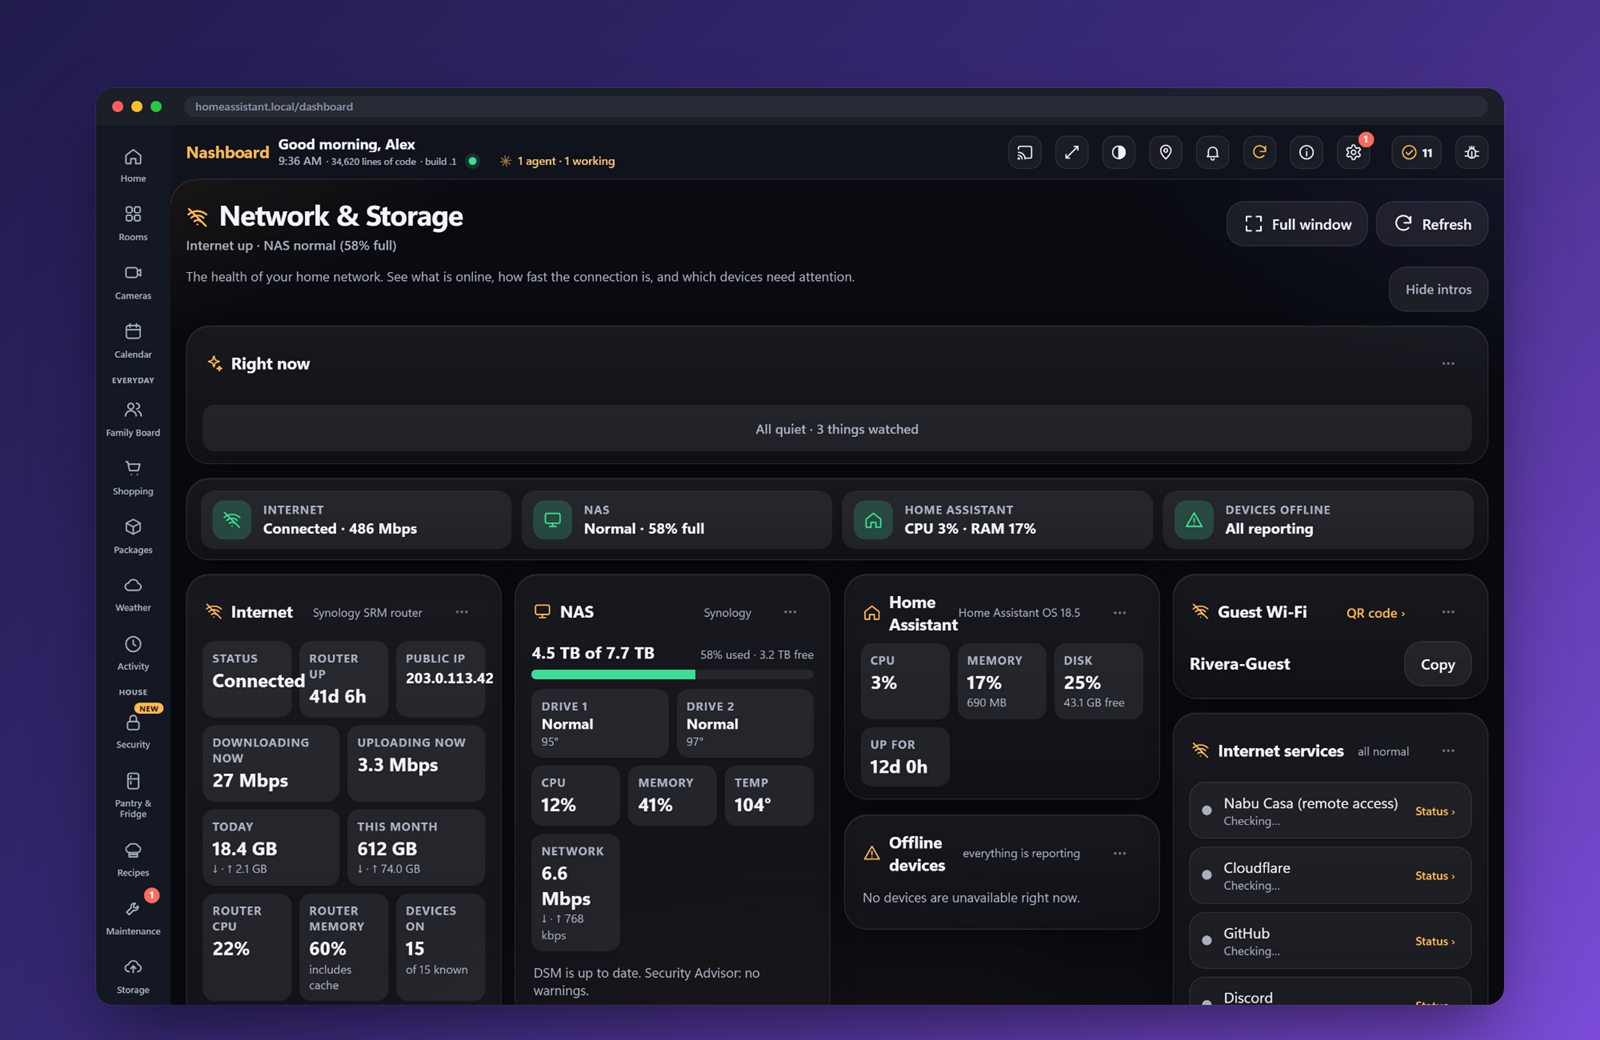 homeassistant.local/dashboard
Nashboard
Good morning, Alex
9:36 AM · 34,620 lines of code · build .1
1 agent · 1 working
1
11
Home
Rooms
Cameras
Calendar
EVERYDAY
Family Board
Shopping
Packages
Weather
Activity
HOUSE
NEW
Security
Pantry &
Fridge
Recipes
1
Maintenance
Storage
Network & Storage
Internet up · NAS normal (58% full)
The health of your home network. See what is online, how fast the connection is, and which devices need attention.
Full window
Refresh
Hide intros
Right now
All quiet · 3 things watched
INTERNET
Connected · 486 Mbps
NAS
Normal · 58% full
HOME ASSISTANT
CPU 3% · RAM 17%
DEVICES OFFLINE
All reporting
Internet
Synology SRM router
STATUS
Connected
ROUTER
UP
41d 6h
PUBLIC IP
203.0.113.42
DOWNLOADING
NOW
27 Mbps
UPLOADING NOW
3.3 Mbps
TODAY
18.4 GB
↓ · ↑ 2.1 GB
THIS MONTH
612 GB
↓ · ↑ 74.0 GB
ROUTER
CPU
22%
ROUTER
MEMORY
60%
includes
cache
DEVICES
ON
15
of 15 known
NAS
Synology
4.5 TB of 7.7 TB
58% used · 3.2 TB free
DRIVE 1
Normal
95°
DRIVE 2
Normal
97°
CPU
12%
MEMORY
41%
TEMP
104°
NETWORK
6.6
Mbps
↓ · ↑ 768
kbps
DSM is up to date. Security Advisor: no
warnings.
Home
Assistant
Home Assistant OS 18.5
CPU
3%
MEMORY
17%
690 MB
DISK
25%
43.1 GB free
UP FOR
12d 0h
Offline
devices
everything is reporting
No devices are unavailable right now.
Guest Wi-Fi
QR code ›
Rivera-Guest
Copy
Internet services
all normal
Nabu Casa (remote access)
Checking...
Status ›
Cloudflare
Checking...
Status ›
GitHub
Checking...
Status ›
Discord
Status ›